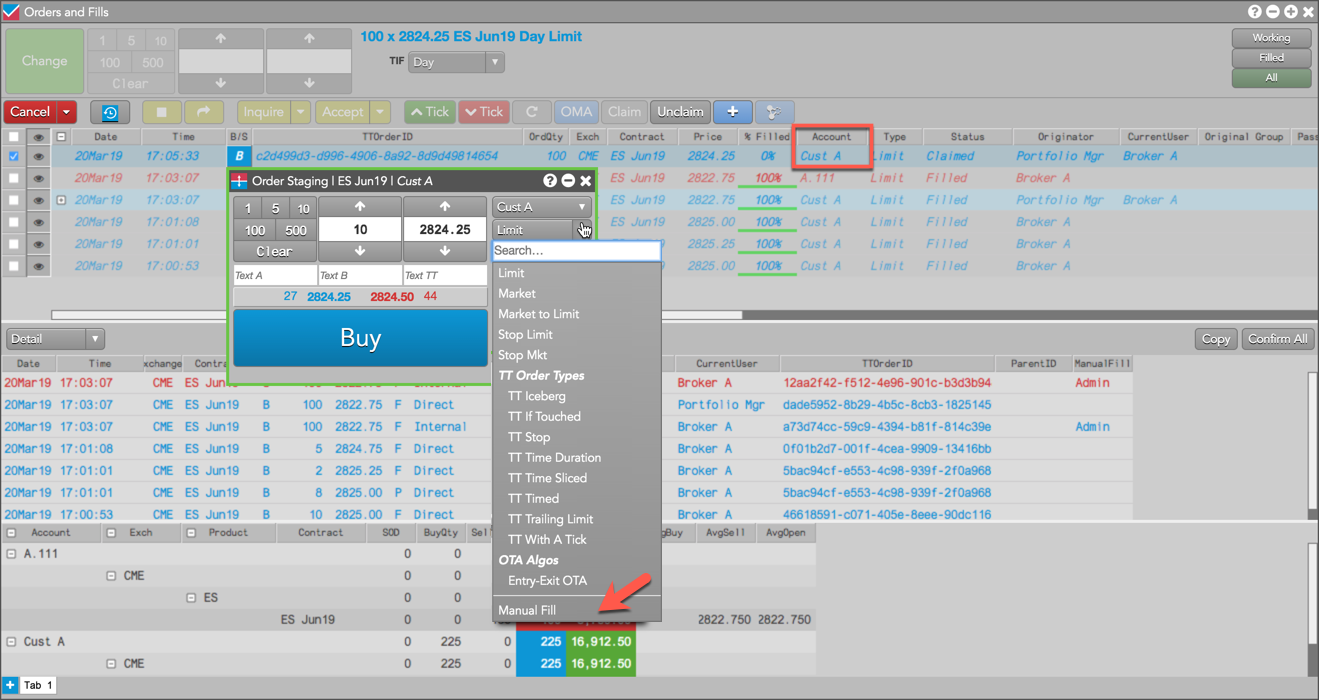 Orders and Fills
Change
1 5 10
100 500
Clear
100 x 2824.25 ES Jun19 Day Limit
TIF Day
Working
Filled
All
Cancel Inquire Accept Tick Tick C OMA Claim Unclaim +
Date Time B/S TTOrderID OrdQty Exch Contract Price % Filled Account Type Status Originator CurrentUser Original Group Pass
20Mar19 17:05:33 B c2d499d3-d996-4906-8a92-8d9d49814654 100 CME ES Jun19 2824.25 0% Cust A Limit Claimed Portfolio Mgr Broker A
20Mar19 17:03:07 ES Jun19 2822.75 100% A.111 Limit Filled Broker A
20Mar19 17:03:07 ES Jun19 2822.75 100% Cust A Limit Filled Portfolio Mgr Broker A
20Mar19 17:01:08 ES Jun19 2825.00 100% Cust A Limit Filled Broker A
20Mar19 17:01:01 ES Jun19 2825.25 100% Cust A Limit Filled Broker A
20Mar19 17:00:53 ES Jun19 2825.00 100% Cust A Limit Filled Broker A
Order Staging | ES Jun19 | Cust A
1 5 10
100 500
Clear
10 2824.25
Cust A
Limit
Text A Text B Text TT
27 2824.25 2824.50 44
Buy
Search...
Limit
Market
Market to Limit
Stop Limit
Stop Mkt
TT Order Types
TT Iceberg
TT If Touched
TT Stop
TT Time Duration
TT Time Sliced
TT Timed
TT Trailing Limit
TT With A Tick
OTA Algos
Entry-Exit OTA
Manual Fill
Detail Copy Confirm All
Date Time xchange Contr CurrentUser TTOrderID ParentID ManualFill
20Mar19 17:03:07 CME ES Jun19 Broker A 12aa2f42-f512-4e96-901c-b3d3b94 Admin
20Mar19 17:03:07 CME ES Jun19 B 100 2822.75 F Direct Portfolio Mgr dade5952-8b29-4b5c-8cb3-1825145
20Mar19 17:03:07 CME ES Jun19 B 100 2822.75 F Internal Broker A a73d74cc-59c9-4394-b81f-814c39e Admin
20Mar19 17:01:08 CME ES Jun19 B 5 2824.75 F Direct Broker A 0f01b2d7-001f-4cea-9909-13416bb
20Mar19 17:01:01 CME ES Jun19 B 2 2825.25 F Direct Broker A 5bac94cf-e553-4c98-939f-2f0a968
20Mar19 17:01:01 CME ES Jun19 B 8 2825.00 P Direct Broker A 5bac94cf-e553-4c98-939f-2f0a968
20Mar19 17:00:53 CME ES Jun19 B 10 2825.00 F Direct Broker A 46618591-c071-405e-8eee-90dc116
Account Exch Product Contract SOD BuyQty Sel gBuy AvgSell AvgOpen
A.111 0 0
CME 0 0
ES 0 0
ES Jun19 0 0 2822.750 2822.750
Cust A 0 225 0 225 16,912.50
CME 0 225 0 225 16,912.50
+ Tab 1